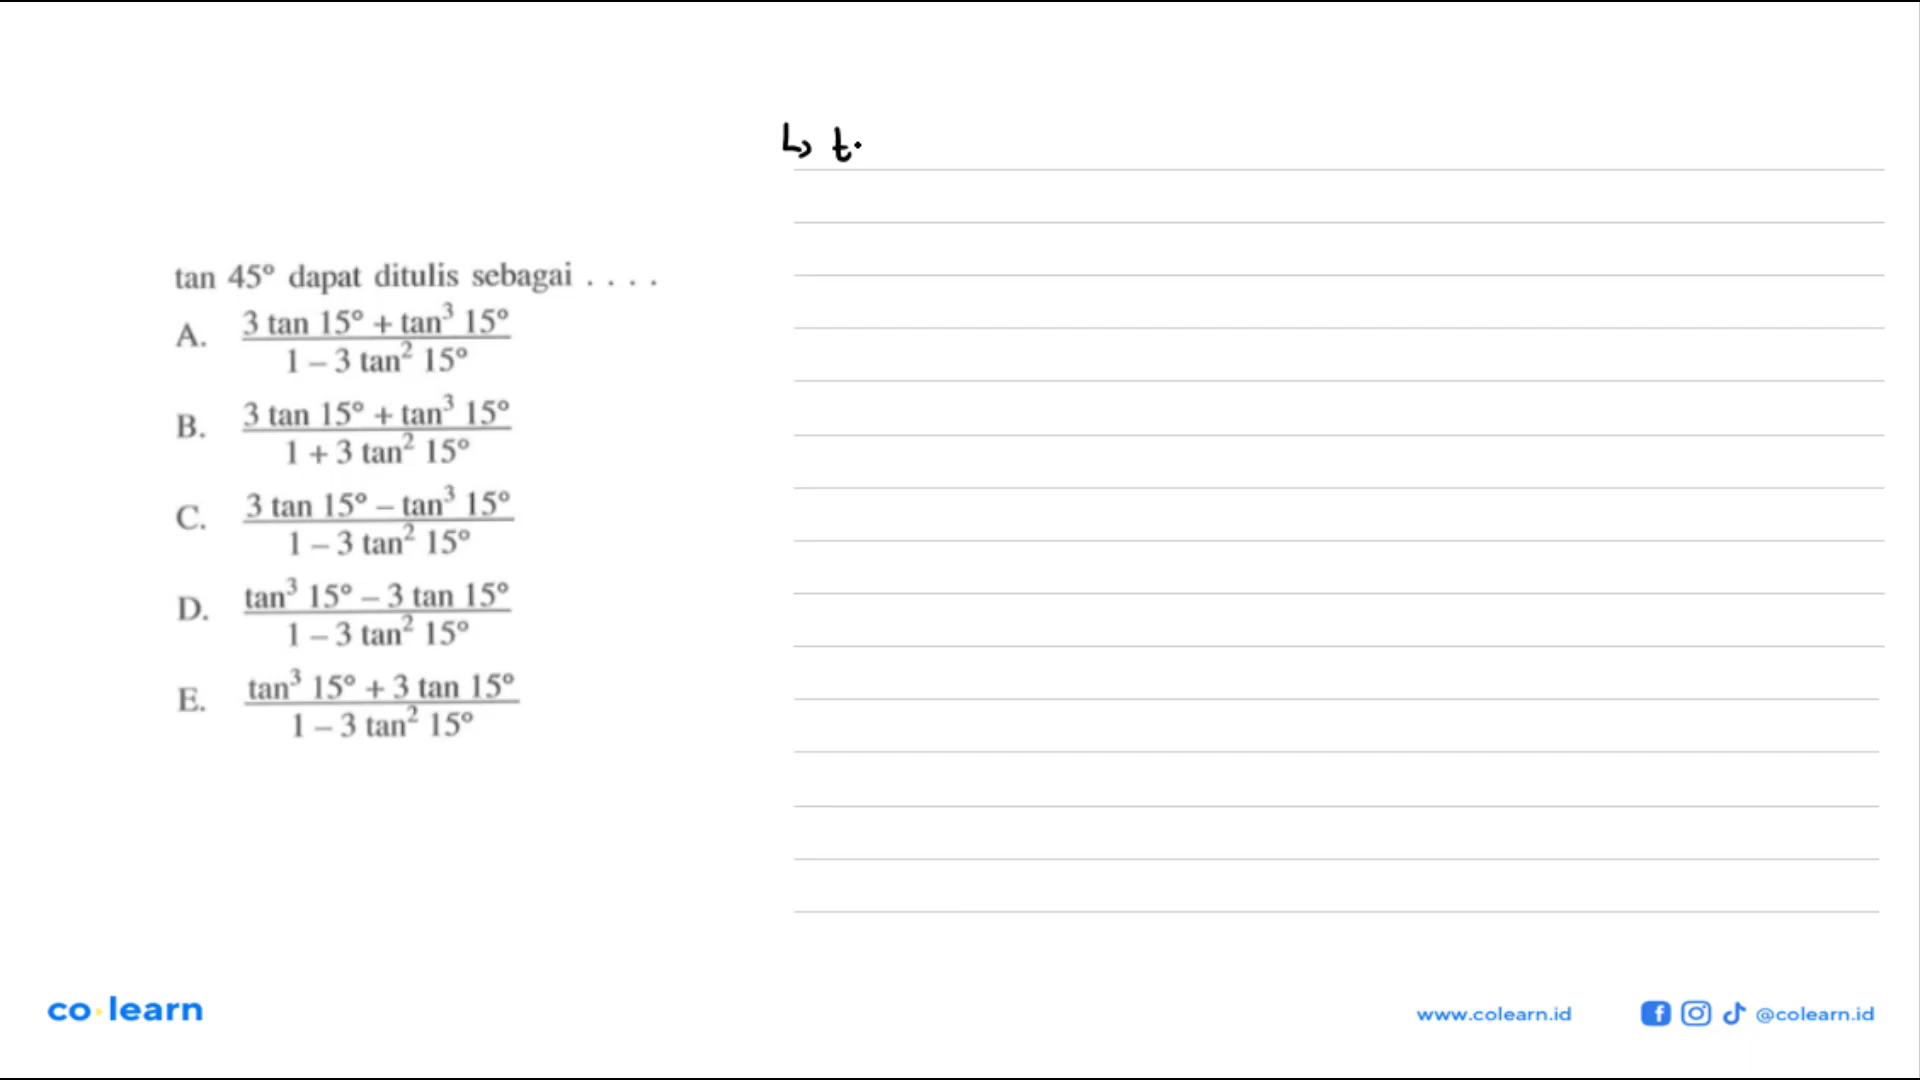 ↳ t.
tan 45° dapat ditulis sebagai . . . .
A. (3 tan 15° + tan³ 15°) / (1 – 3 tan² 15°)
B. (3 tan 15° + tan³ 15°) / (1 + 3 tan² 15°)
C. (3 tan 15° – tan³ 15°) / (1 – 3 tan² 15°)
D. (tan³ 15° – 3 tan 15°) / (1 – 3 tan² 15°)
E. (tan³ 15° + 3 tan 15°) / (1 – 3 tan² 15°)
co·learn
www.colearn.id @colearn.id